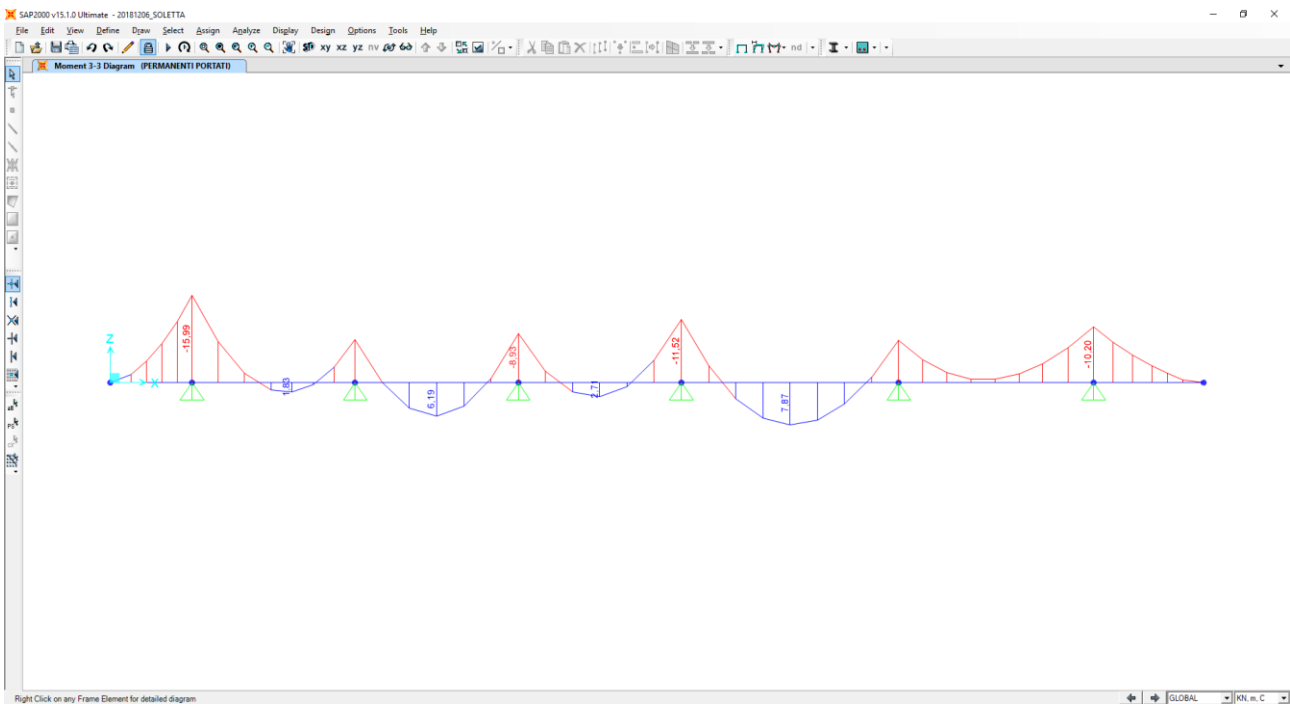 SAP2000 v15.1.0 Ultimate - 20181206_SOLETTA
File Edit View Define Draw Select Assign Analyze Display Design Options Tools Help
xy xz yz nv nd
Moment 3-3 Diagram (PERMANENTI PORTATI)
Z
X
-15,99
1,83
6,19
-8,93
2,71
-11,52
7,87
-10,20
Right Click on any Frame Element for detailed diagram
GLOBAL
KN, m, C